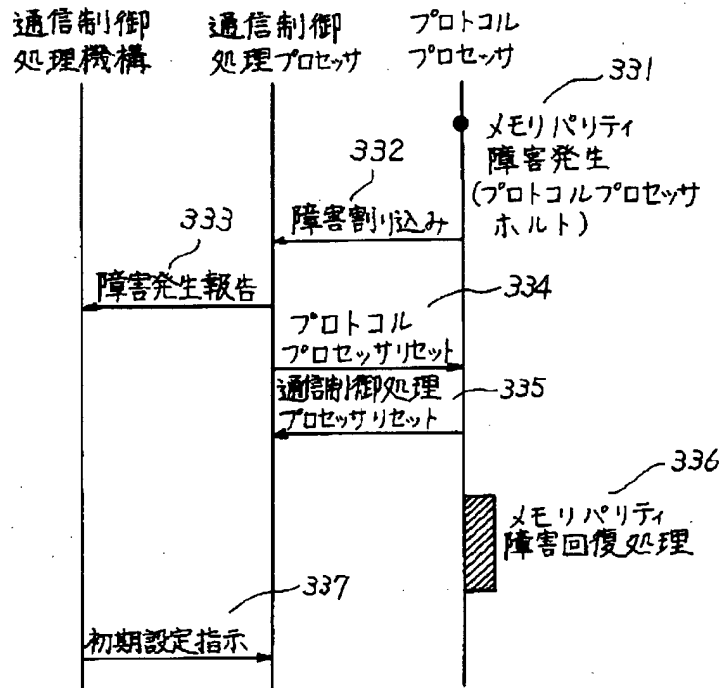 通信制御
処理機構
通信制御
処理プロセッサ
プロトコル
プロセッサ
331
メモリパリティ
障害発生
(プロトコルプロセッサ
ホルト)
332
障害割り込み
333
障害発生報告
334
プロトコル
プロセッサリセット
335
通信制御処理
プロセッサリセット
336
メモリパリティ
障害回復処理
337
初期設定指示